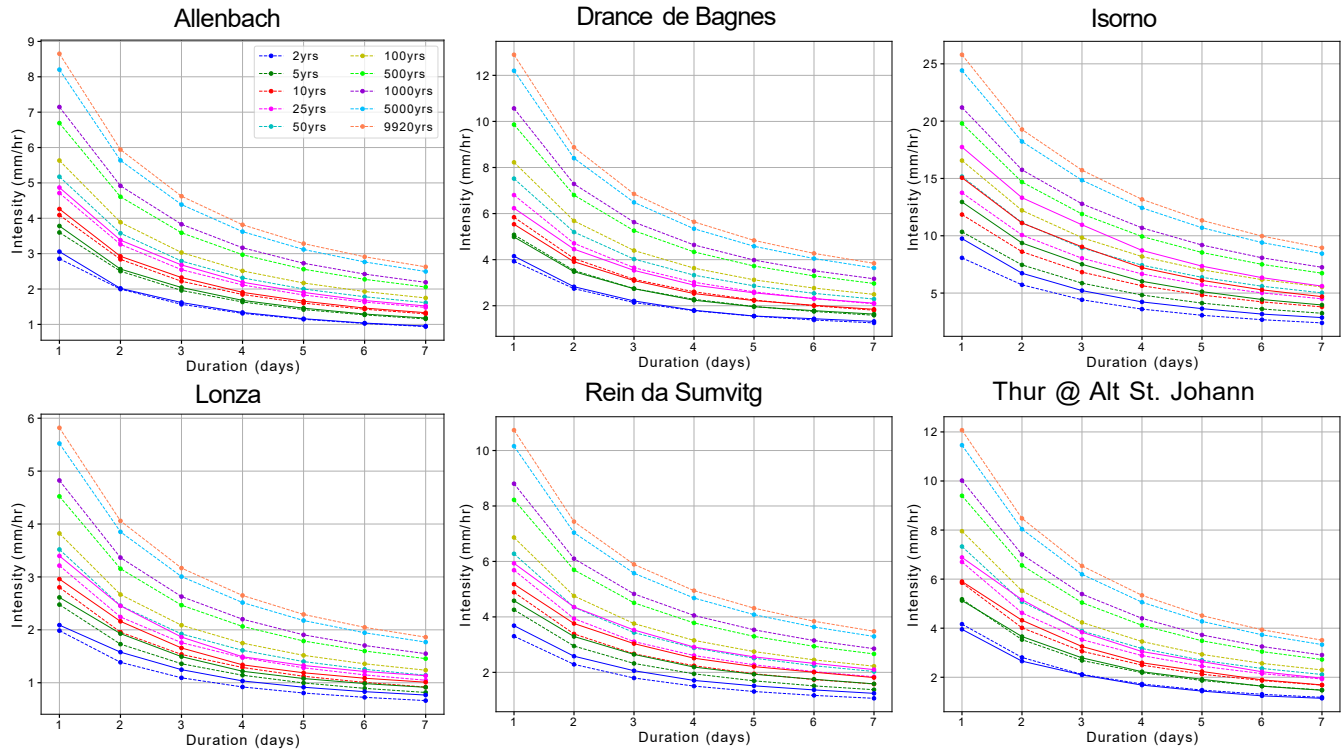 Allenbach
Drance de Bagnes
Isorno
9
8
7
6
5
4
3
2
1
Intensity (mm/hr)
2yrs
5yrs
10yrs
25yrs
50yrs
100yrs
500yrs
1000yrs
5000yrs
9920yrs
1 2 3 4 5 6 7
Duration (days)
12
10
8
6
4
2
Intensity (mm/hr)
1 2 3 4 5 6 7
Duration (days)
25
20
15
10
5
Intensity (mm/hr)
1 2 3 4 5 6 7
Duration (days)
Lonza
Rein da Sumvitg
Thur @ Alt St. Johann
6
5
4
3
2
1
Intensity (mm/hr)
1 2 3 4 5 6 7
Duration (days)
10
8
6
4
2
Intensity (mm/hr)
1 2 3 4 5 6 7
Duration (days)
12
10
8
6
4
2
Intensity (mm/hr)
1 2 3 4 5 6 7
Duration (days)